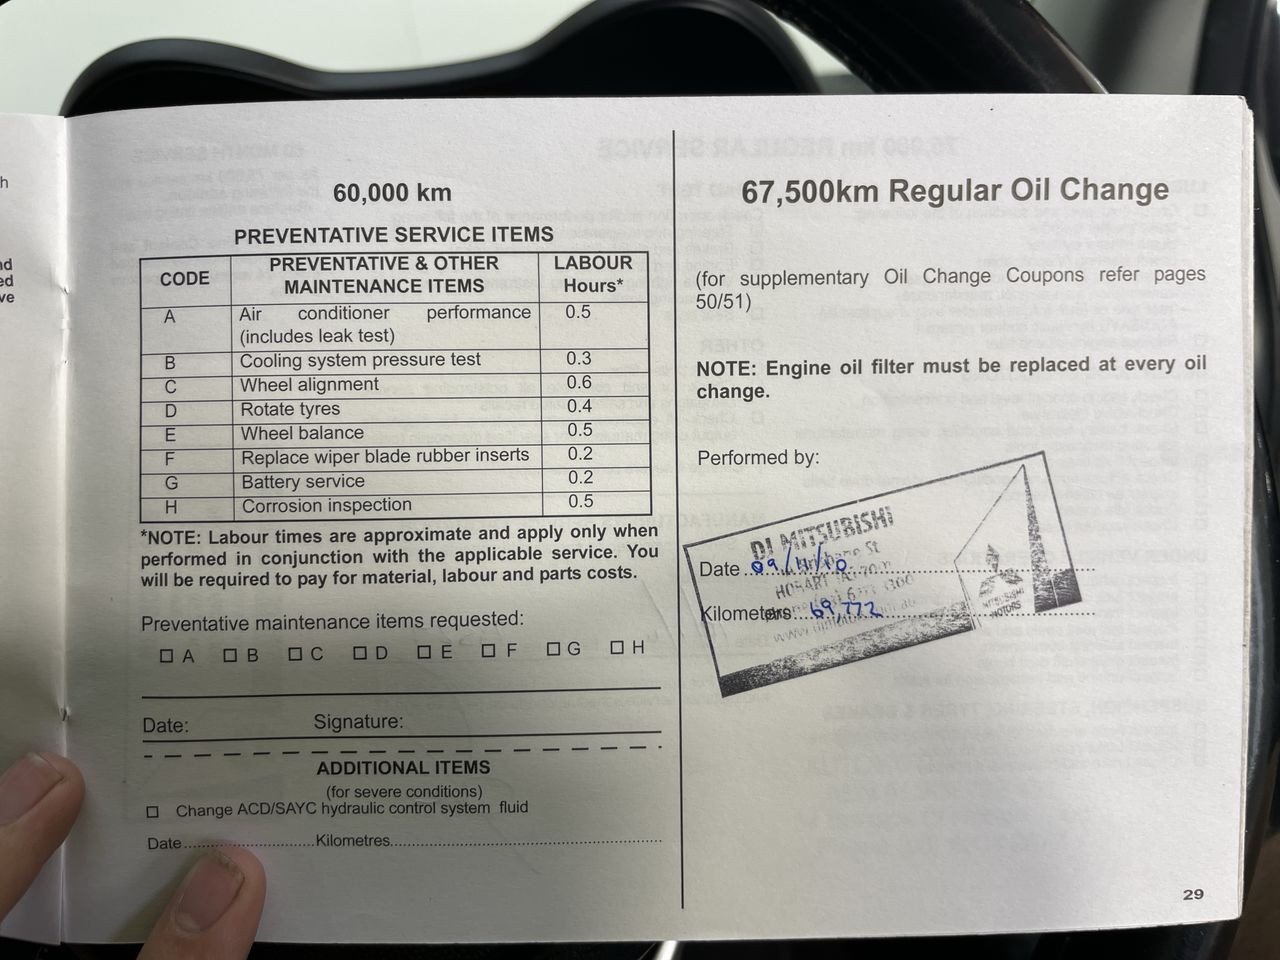 60,000 km
PREVENTATIVE SERVICE ITEMS
CODE PREVENTATIVE & OTHER MAINTENANCE ITEMS LABOUR Hours*
A Air conditioner performance (includes leak test) 0.5
B Cooling system pressure test 0.3
C Wheel alignment 0.6
D Rotate tyres 0.4
E Wheel balance 0.5
F Replace wiper blade rubber inserts 0.2
G Battery service 0.2
H Corrosion inspection 0.5
*NOTE: Labour times are approximate and apply only when
performed in conjunction with the applicable service. You
will be required to pay for material, labour and parts costs.
Preventative maintenance items requested:
A B C D E F G H
Date: Signature:
ADDITIONAL ITEMS
(for severe conditions)
Change ACD/SAYC hydraulic control system fluid
Date Kilometres
67,500km Regular Oil Change
(for supplementary Oil Change Coupons refer pages
50/51)
NOTE: Engine oil filter must be replaced at every oil
change.
Performed by:
DJ MITSUBISHI
Date 09/11/10
HOBART
Kilometers 69772
MITSUBISHI
MOTORS
29